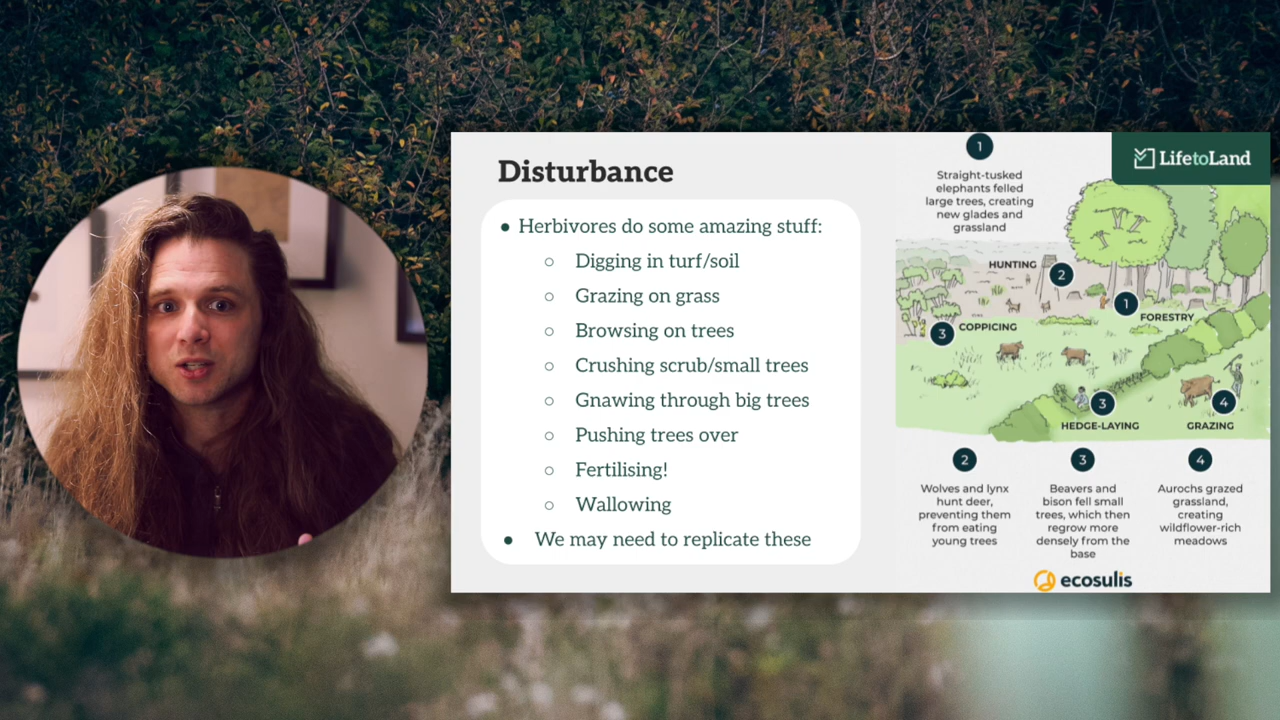 Disturbance
● Herbivores do some amazing stuff:
○ Digging in turf/soil
○ Grazing on grass
○ Browsing on trees
○ Crushing scrub/small trees
○ Gnawing through big trees
○ Pushing trees over
○ Fertilising!
○ Wallowing
● We may need to replicate these
LifetoLand
1
Straight-tusked
elephants felled
large trees, creating
new glades and
grassland
HUNTING
2
1
FORESTRY
3
COPPICING
3
HEDGE-LAYING
4
GRAZING
2
Wolves and lynx
hunt deer,
preventing them
from eating
young trees
3
Beavers and
bison fell small
trees, which then
regrow more
densely from the
base
4
Aurochs grazed
grassland,
creating
wildflower-rich
meadows
ecosulis